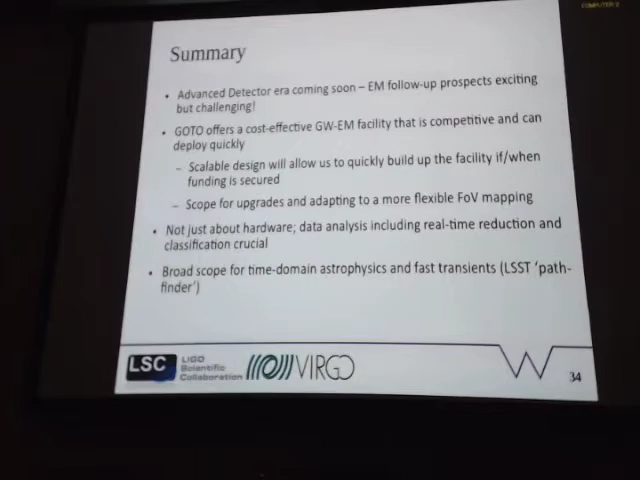 COMPUTER 2
Summary
• Advanced Detector era coming soon – EM follow-up prospects exciting
but challenging!
• GOTO offers a cost-effective GW-EM facility that is competitive and can
deploy quickly
– Scalable design will allow us to quickly build up the facility if/when
funding is secured
– Scope for upgrades and adapting to a more flexible FoV mapping
• Not just about hardware; data analysis including real-time reduction and
classification crucial
• Broad scope for time-domain astrophysics and fast transients (LSST 'path-
finder')
LSC
LIGO
Scientific
Collaboration
VIRGO
W
34